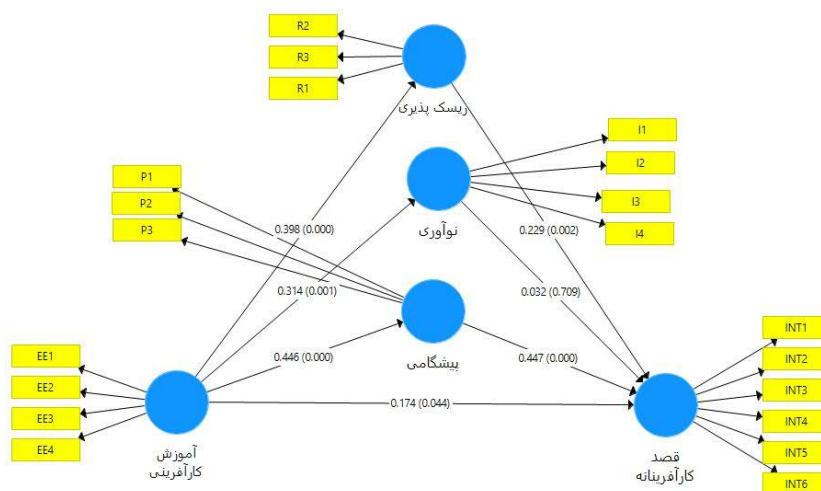 R2
R3
R1
ریسک پذیری
I1
I2
I3
I4
نوآوری
P1
P2
P3
0.398 (0.000)
0.229 (0.002)
0.314 (0.001)
0.032 (0.709)
پیشگامی
0.446 (0.000)
0.447 (0.000)
EE1
EE2
EE3
EE4
آموزش
کارآفرینی
0.174 (0.044)
INT1
INT2
INT3
INT4
INT5
INT6
قصد
کارآفرینانه